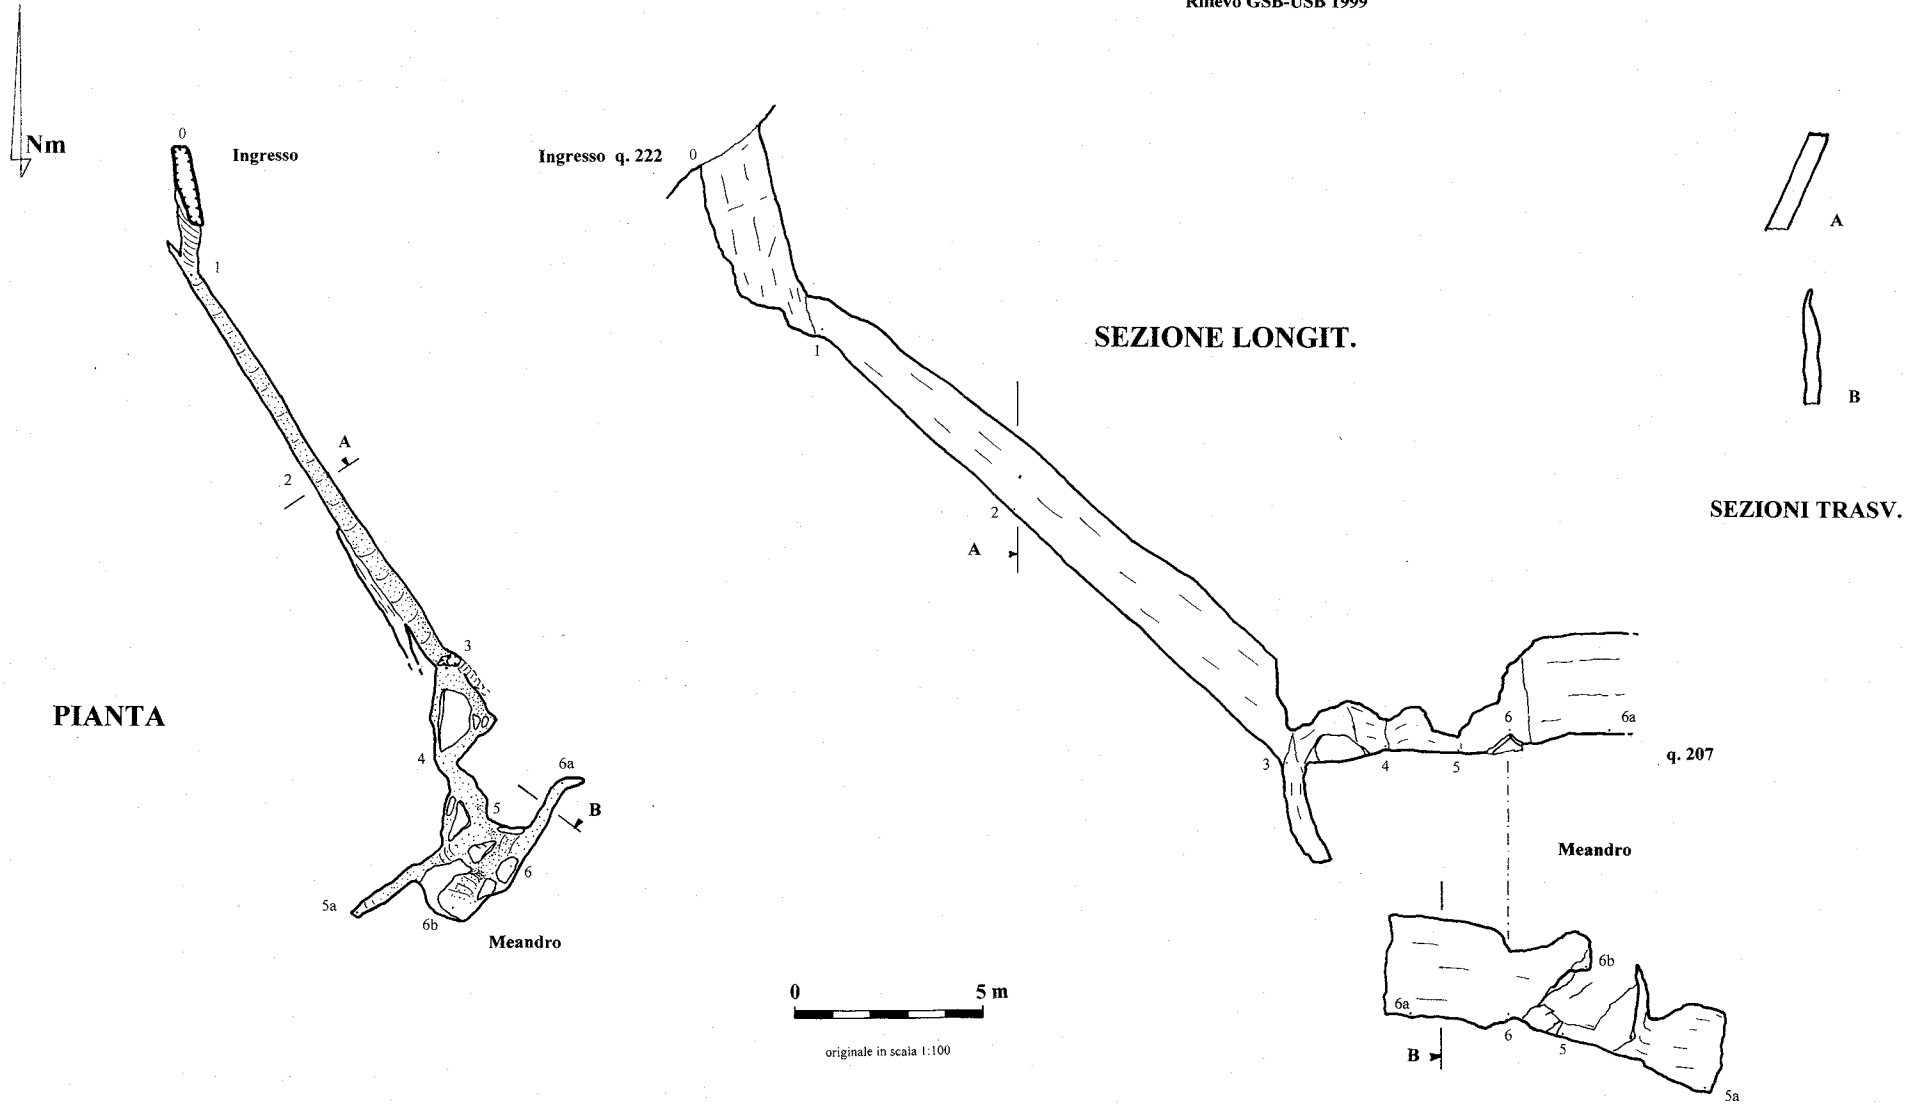 Rilievo GSB-USB 1999
Nm
0
Ingresso
1
A
2
3
PIANTA
4
6a
5
B
6
5a
6b
Meandro
Ingresso q. 222
0
1
SEZIONE LONGIT.
2
A
3
4
5
6
6a
q. 207
Meandro
6b
6a
6
5
B
5a
A
B
SEZIONI TRASV.
0
5 m
originale in scala 1:100